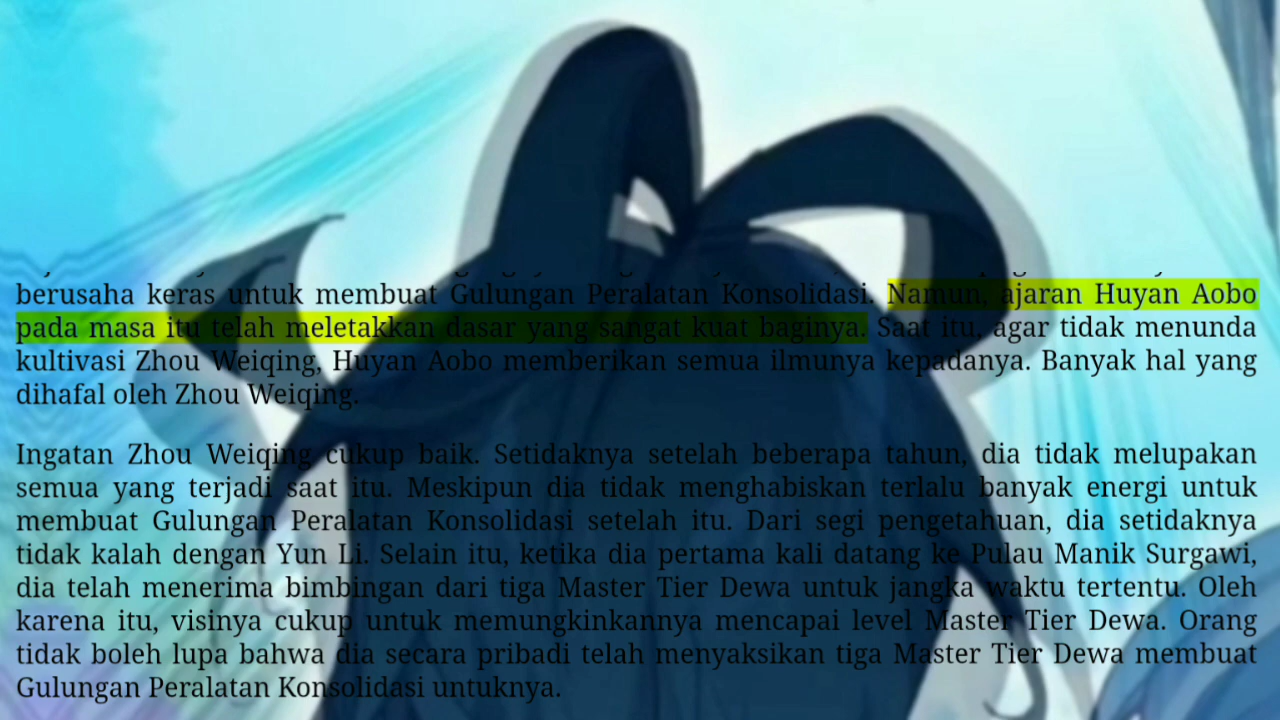 berusaha keras untuk membuat Gulungan Peralatan Konsolidasi. Namun, ajaran Huyan Aobo
pada masa itu telah meletakkan dasar yang sangat kuat baginya. Saat itu, agar tidak menunda
kultivasi Zhou Weiqing, Huyan Aobo memberikan semua ilmunya kepadanya. Banyak hal yang
dihafal oleh Zhou Weiqing.
Ingatan Zhou Weiqing cukup baik. Setidaknya setelah beberapa tahun, dia tidak melupakan
semua yang terjadi saat itu. Meskipun dia tidak menghabiskan terlalu banyak energi untuk
membuat Gulungan Peralatan Konsolidasi setelah itu. Dari segi pengetahuan, dia setidaknya
tidak kalah dengan Yun Li. Selain itu, ketika dia pertama kali datang ke Pulau Manik Surgawi,
dia telah menerima bimbingan dari tiga Master Tier Dewa untuk jangka waktu tertentu. Oleh
karena itu, visinya cukup untuk memungkinkannya mencapai level Master Tier Dewa. Orang
tidak boleh lupa bahwa dia secara pribadi telah menyaksikan tiga Master Tier Dewa membuat
Gulungan Peralatan Konsolidasi untuknya.